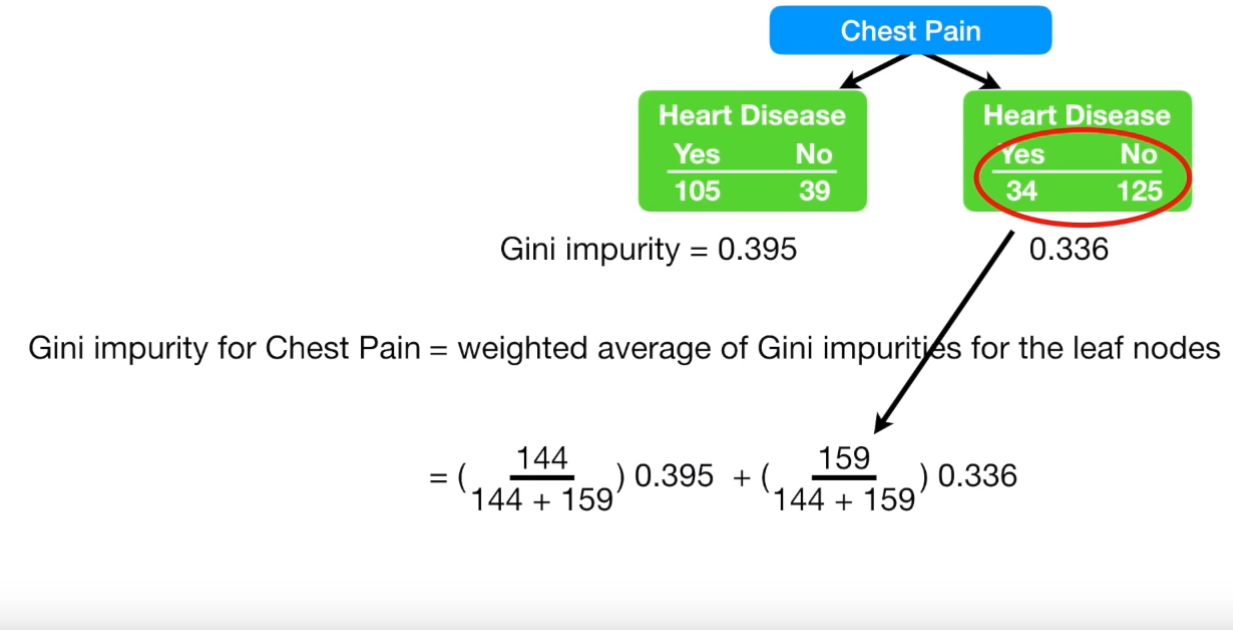 Chest Pain
Heart Disease Heart Disease
Yes No Yes No
105 39 34 125
Gini impurity = 0.395 0.336
Gini impurity for Chest Pain = weighted average of Gini impurities for the leaf nodes
= ( 144 / 144 + 159 ) 0.395 + ( 159 / 144 + 159 ) 0.336